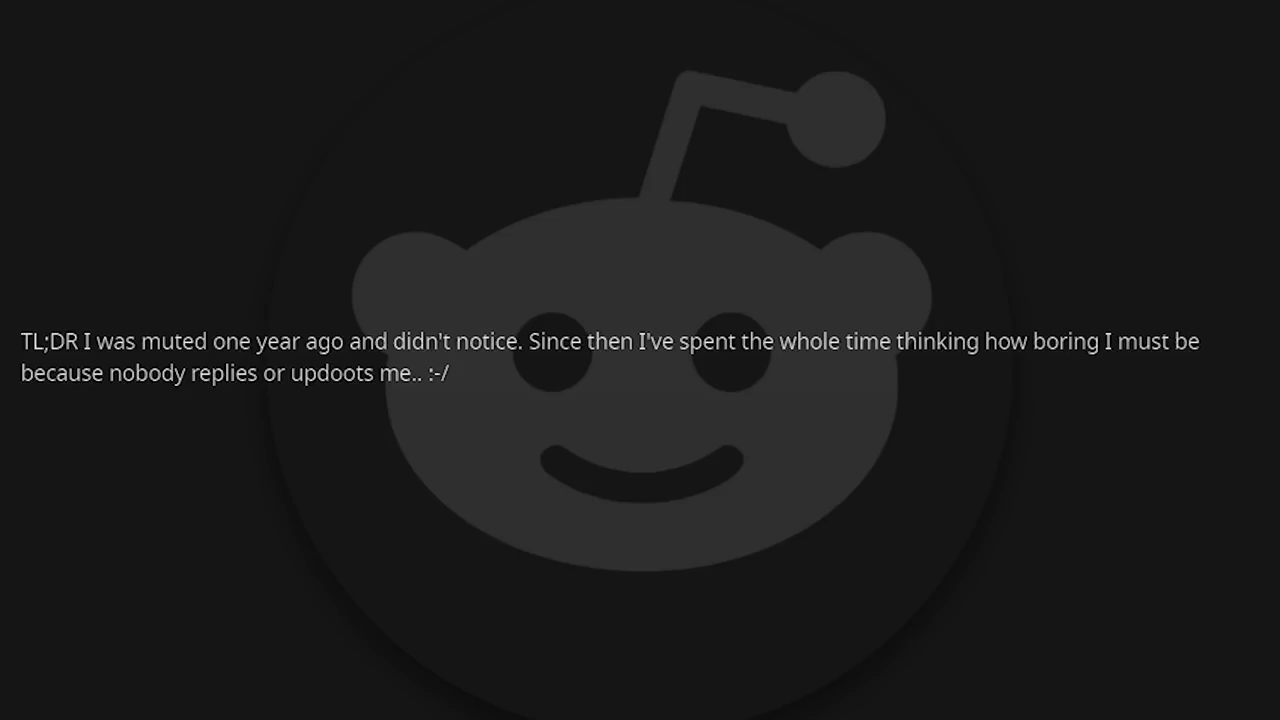 TL;DR I was muted one year ago and didn't notice. Since then I've spent the whole time thinking how boring I must be
because nobody replies or updoots me.. :-/